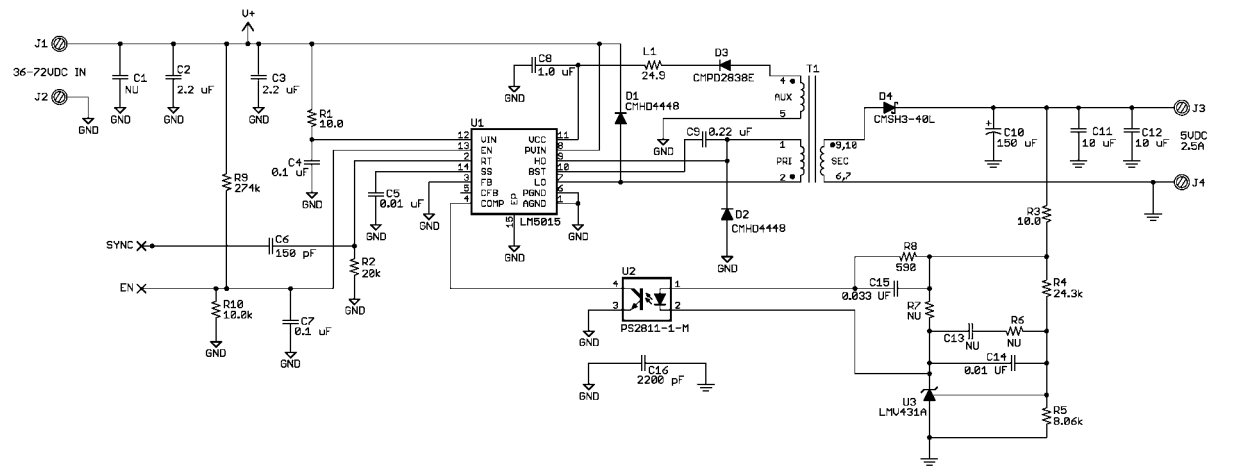 V+
J1
36-72VDC IN
J2
GND
C1
NU
GND
C2
2.2 uF
GND
C3
2.2 uF
GND
R1
10.0
C4
0.1 uF
GND
R9
274k
C5
0.01 uF
GND
GND
U1
12 VIN
13 EN
2 RT
14 SS
3 FB
5 CFB
4 COMP
VCC 11
PVIN 8
HO 9
BST 10
LO 7
PGND 6
AGND 1
EP
15
LM5015
GND
GND
C8
1.0 uF
GND
L1
24.9
D3
CMPD2838E
D1
CMHD4448
C9 0.22 uF
GND
T1
4
AUX
5
1
PRI
2
9,10
SEC
6,7
D2
CMHD4448
GND
D4
CMSH3-40L
+
C10
150 uF
C11
10 uF
C12
10 uF
J3
5VDC
2.5A
J4
SYNC
C6
150 pF
R2
20k
GND
EN
R10
10.0k
GND
C7
0.1 uF
GND
U2
4
3
1
2
PS2811-1-M
GND
C16
2200 pF
GND
R3
10.0
R8
590
C15
0.033 UF
R4
24.3k
R7
NU
C13
NU
R6
NU
C14
0.01 UF
U3
LMV431A
R5
8.06k